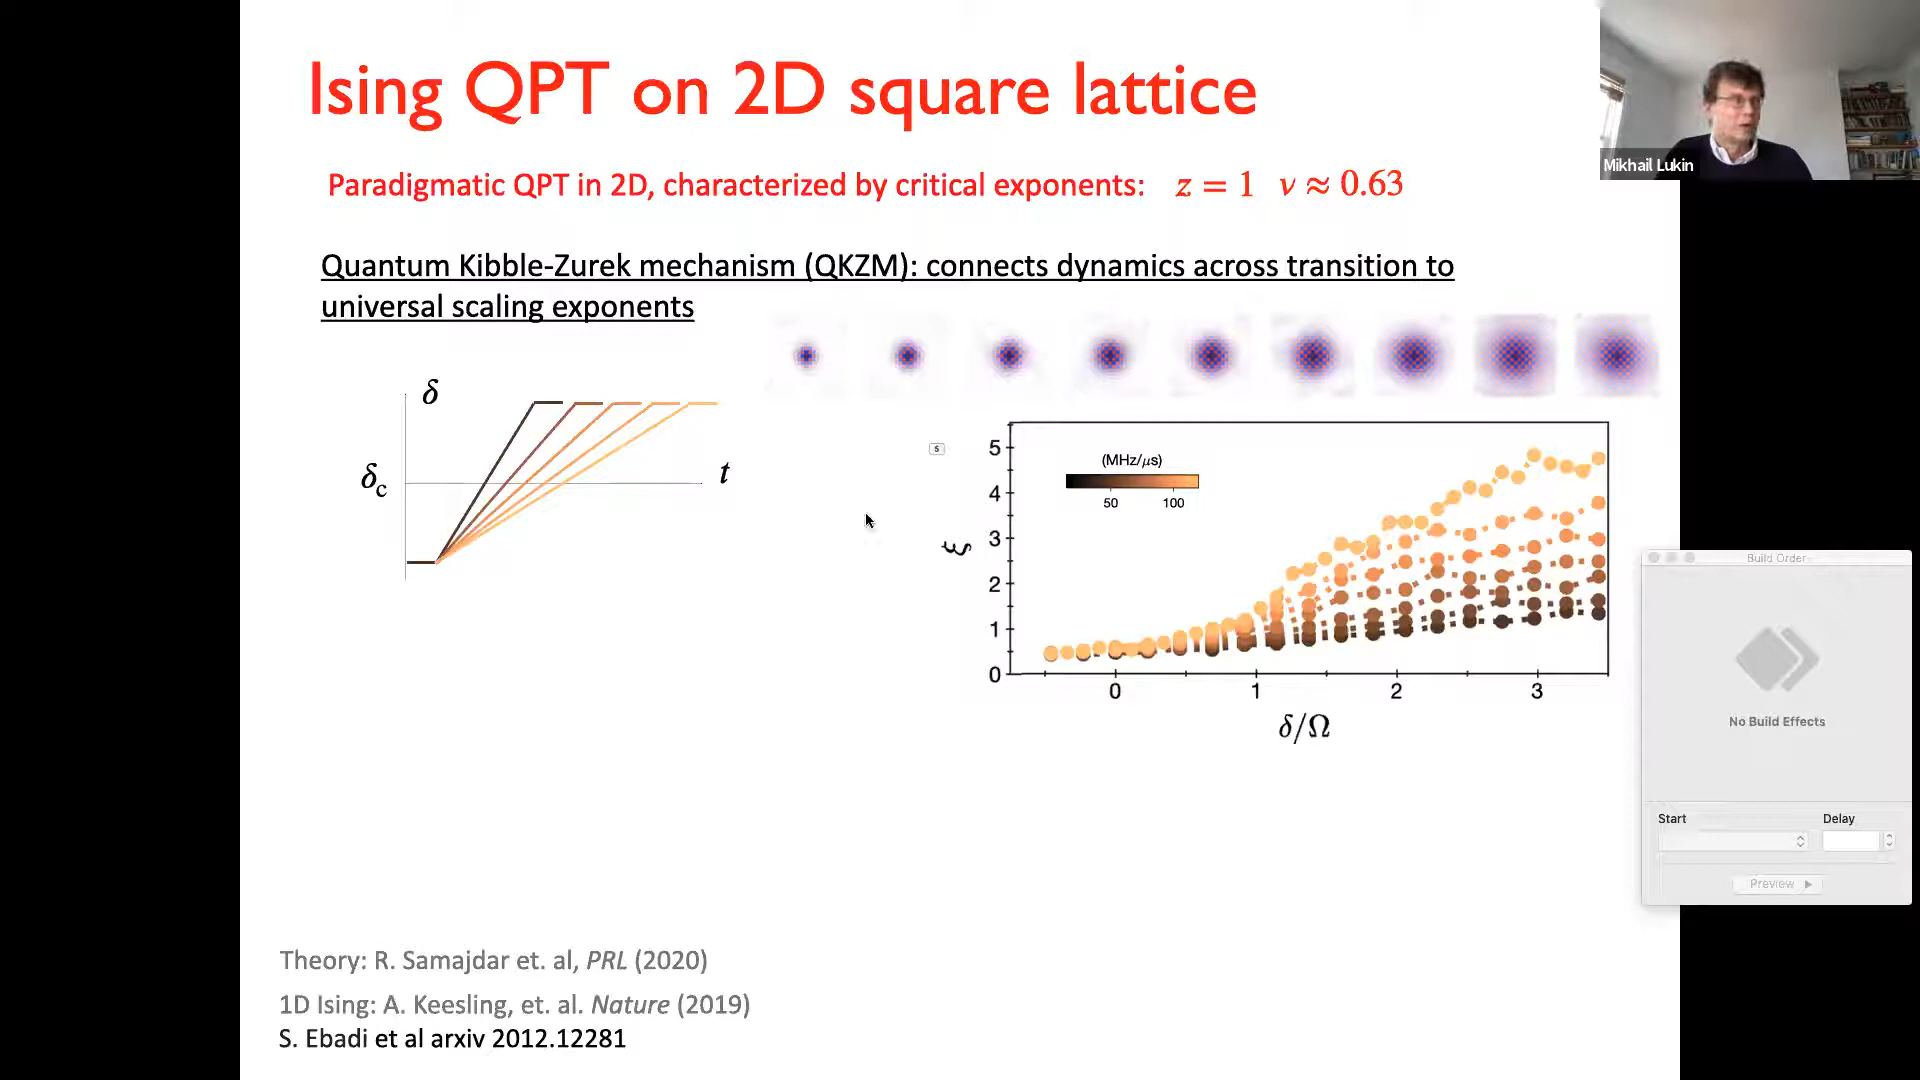 Ising QPT on 2D square lattice
Mikhail Lukin
Paradigmatic QPT in 2D, characterized by critical exponents: z = 1 ν ≈ 0.63
Quantum Kibble-Zurek mechanism (QKZM): connects dynamics across transition to
universal scaling exponents
δ
δc
t
5
(MHz/μs)
50 100
5
4
3
2
1
0
ξ
0 1 2 3
δ/Ω
Build Order
No Build Effects
Start Delay
Preview
Theory: R. Samajdar et. al, PRL (2020)
1D Ising: A. Keesling, et. al. Nature (2019)
S. Ebadi et al arxiv 2012.12281